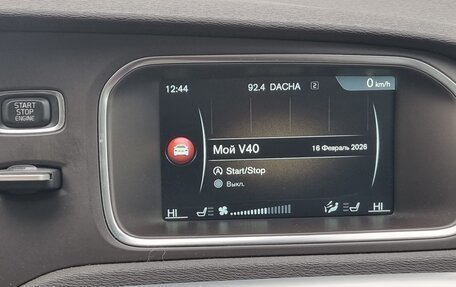 START
STOP
ENGINE
12:44 92.4 DACHA 2 0 km/h
Мой V40 16 Февраль 2026
A Start/Stop
Выкл.
HI HI